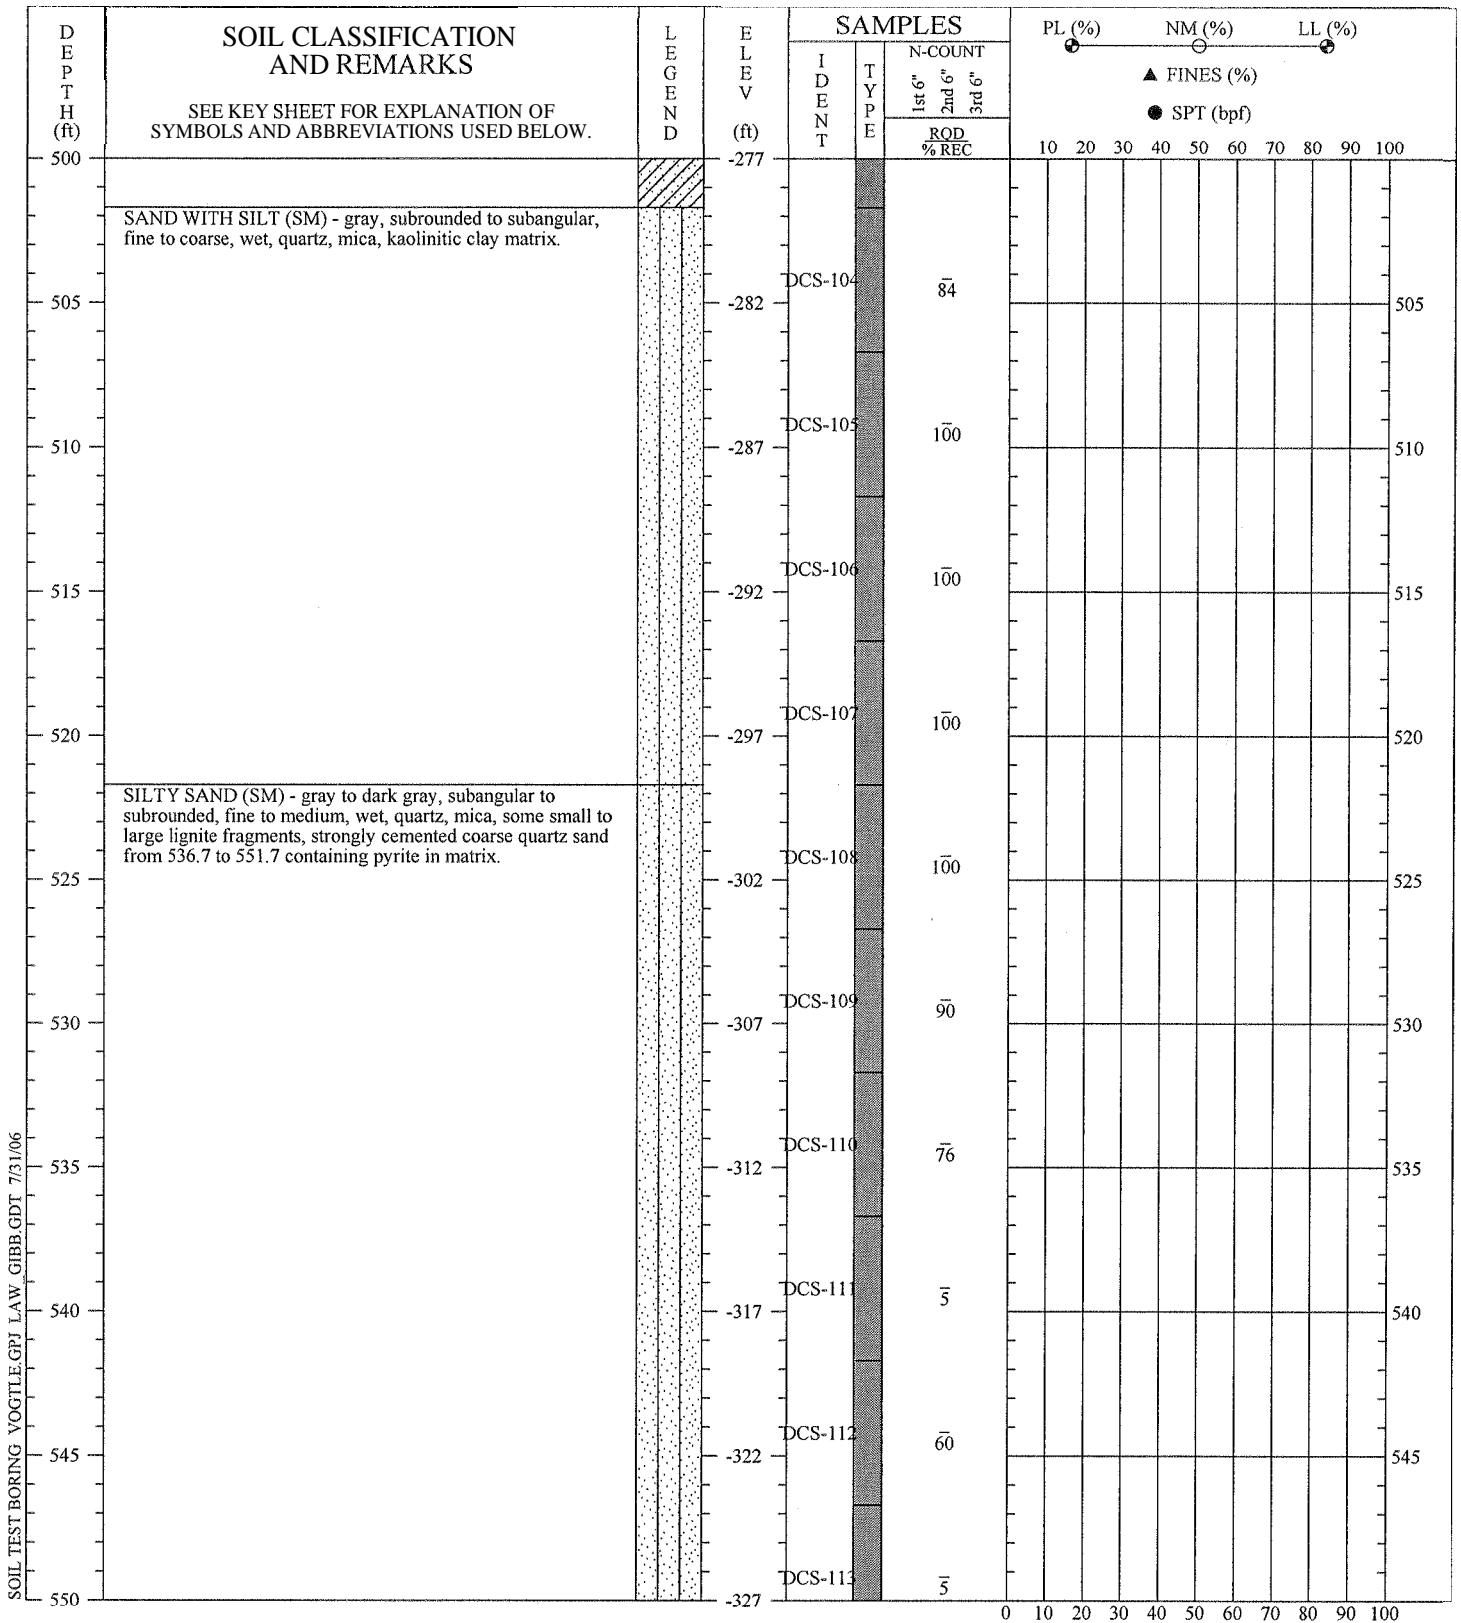 DEPTH (ft)
SOIL CLASSIFICATION
AND REMARKS
SEE KEY SHEET FOR EXPLANATION OF
SYMBOLS AND ABBREVIATIONS USED BELOW.
LEGEND
ELEV (ft)
SAMPLES
IDENT
TYPE
N-COUNT
1st 6"
2nd 6"
3rd 6"
RQD
% REC
PL (%) NM (%) LL (%)
▲ FINES (%)
● SPT (bpf)
10 20 30 40 50 60 70 80 90 100
500 -277
SAND WITH SILT (SM) - gray, subrounded to subangular,
fine to coarse, wet, quartz, mica, kaolinitic clay matrix.
DCS-104 84
505 -282 505
DCS-105 100
510 -287 510
DCS-106 100
515 -292 515
DCS-107 100
520 -297 520
SILTY SAND (SM) - gray to dark gray, subangular to
subrounded, fine to medium, wet, quartz, mica, some small to
large lignite fragments, strongly cemented coarse quartz sand
from 536.7 to 551.7 containing pyrite in matrix.
DCS-108 100
525 -302 525
DCS-109 90
530 -307 530
DCS-110 76
535 -312 535
DCS-111 5
540 -317 540
DCS-112 60
545 -322 545
DCS-113 5
550 -327
0 10 20 30 40 50 60 70 80 90 100
SOIL TEST BORING VOGTLE.GPJ LAW_GIBB.GDT 7/31/06